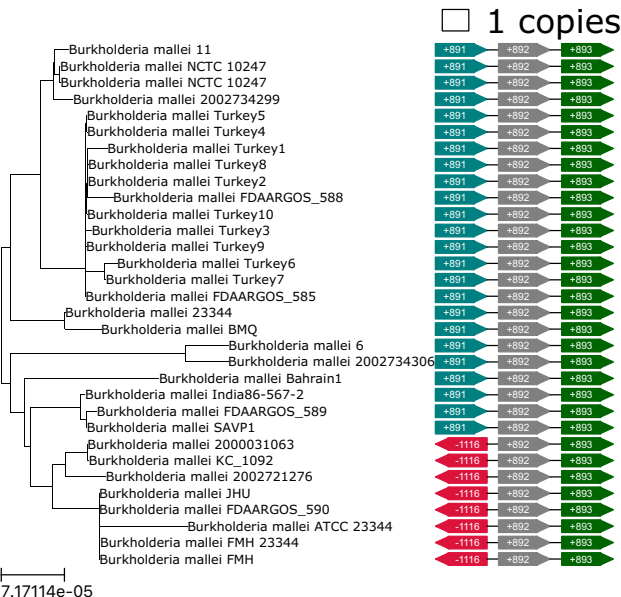 1 copies
Burkholderia mallei 11 +891 +892 +893
Burkholderia mallei NCTC 10247 +891 +892 +893
Burkholderia mallei NCTC 10247 +891 +892 +893
Burkholderia mallei 2002734299 +891 +892 +893
Burkholderia mallei Turkey5 +891 +892 +893
Burkholderia mallei Turkey4 +891 +892 +893
Burkholderia mallei Turkey1 +891 +892 +893
Burkholderia mallei Turkey8 +891 +892 +893
Burkholderia mallei Turkey2 +891 +892 +893
Burkholderia mallei FDAARGOS_588 +891 +892 +893
Burkholderia mallei Turkey10 +891 +892 +893
Burkholderia mallei Turkey3 +891 +892 +893
Burkholderia mallei Turkey9 +891 +892 +893
Burkholderia mallei Turkey6 +891 +892 +893
Burkholderia mallei Turkey7 +891 +892 +893
Burkholderia mallei FDAARGOS_585 +891 +892 +893
Burkholderia mallei 23344 +891 +892 +893
Burkholderia mallei BMQ +891 +892 +893
Burkholderia mallei 6 +891 +892 +893
Burkholderia mallei 2002734306 +891 +892 +893
Burkholderia mallei Bahrain1 +891 +892 +893
Burkholderia mallei India86-567-2 +891 +892 +893
Burkholderia mallei FDAARGOS_589 +891 +892 +893
Burkholderia mallei SAVP1 +891 +892 +893
Burkholderia mallei 2000031063 -1116 +892 +893
Burkholderia mallei KC_1092 -1116 +892 +893
Burkholderia mallei 2002721276 -1116 +892 +893
Burkholderia mallei JHU -1116 +892 +893
Burkholderia mallei FDAARGOS_590 -1116 +892 +893
Burkholderia mallei ATCC 23344 -1116 +892 +893
Burkholderia mallei FMH 23344 -1116 +892 +893
Burkholderia mallei FMH -1116 +892 +893
7.17114e-05